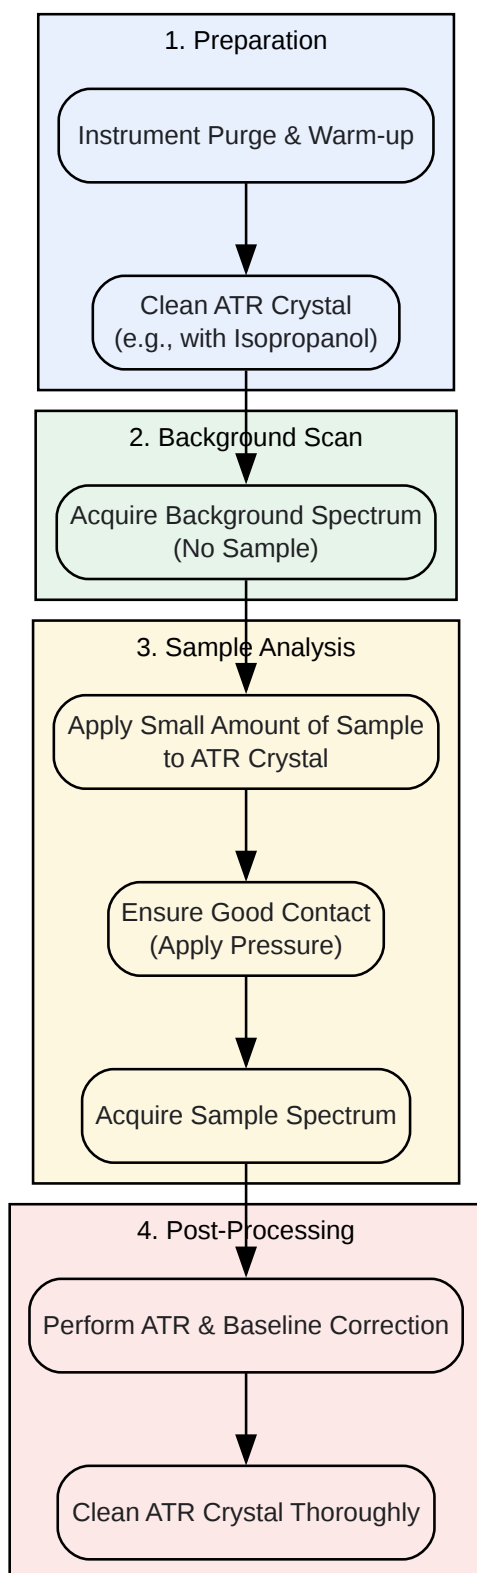 1. Preparation
Instrument Purge & Warm-up
Clean ATR Crystal
(e.g., with Isopropanol)
2. Background Scan
Acquire Background Spectrum
(No Sample)
3. Sample Analysis
Apply Small Amount of Sample
to ATR Crystal
Ensure Good Contact
(Apply Pressure)
Acquire Sample Spectrum
4. Post-Processing
Perform ATR & Baseline Correction
Clean ATR Crystal Thoroughly